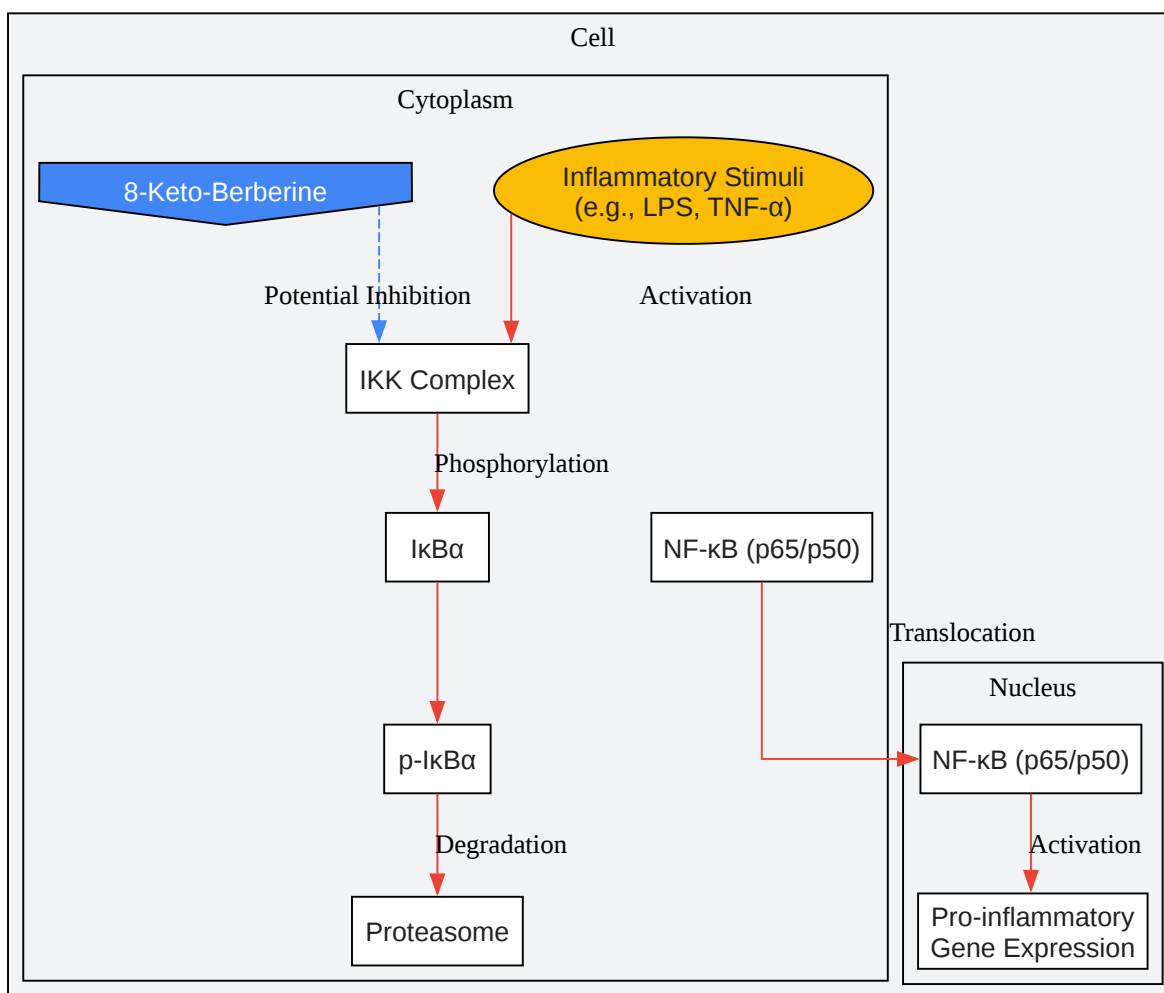 Cell
Cytoplasm
8-Keto-Berberine
Inflammatory Stimuli
(e.g., LPS, TNF-α)
Potential Inhibition
Activation
IKK Complex
Phosphorylation
IκBα
NF-κB (p65/p50)
Translocation
Nucleus
p-IκBα
NF-κB (p65/p50)
Degradation
Activation
Proteasome
Pro-inflammatory
Gene Expression